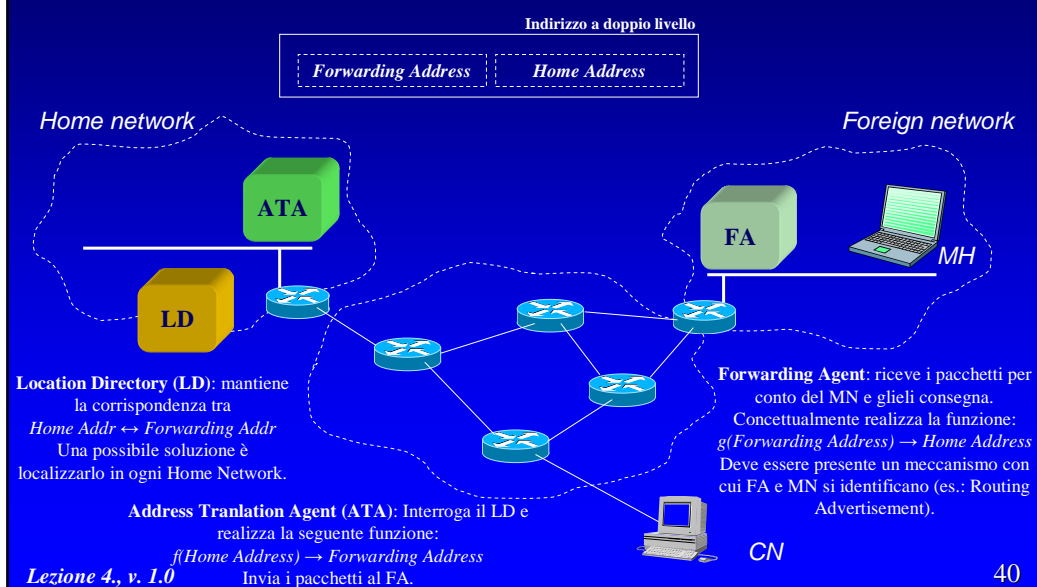 Indirizzo a doppio livello
Forwarding Address
Home Address
Home network
Foreign network
ATA
FA
MH
LD
Location Directory (LD): mantiene
la corrispondenza tra
Home Addr ↔ Forwarding Addr
Una possibile soluzione è
localizzarlo in ogni Home Network.
Forwarding Agent: riceve i pacchetti per
conto del MN e glieli consegna.
Concettualmente realizza la funzione:
g(Forwarding Address) → Home Address
Deve essere presente un meccanismo con
cui FA e MN si identificano (es.: Routing
Advertisement).
Address Tranlation Agent (ATA): Interroga il LD e
realizza la seguente funzione:
f(Home Address) → Forwarding Address
Invia i pacchetti al FA.
CN
Lezione 4., v. 1.0
40